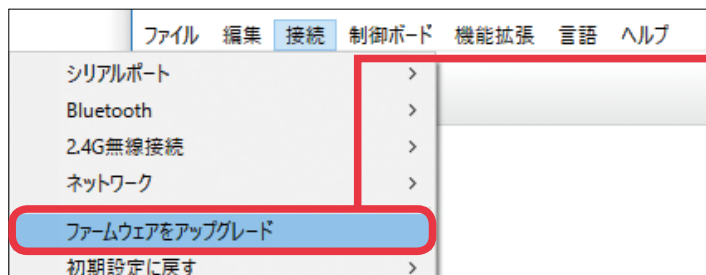 ファイル 編集 接続 制御ボード 機能拡張 言語 ヘルプ
シリアルポート >
Bluetooth >
2.4G無線接続 >
ネットワーク >
ファームウェアをアップグレード
初期設定に戻す >